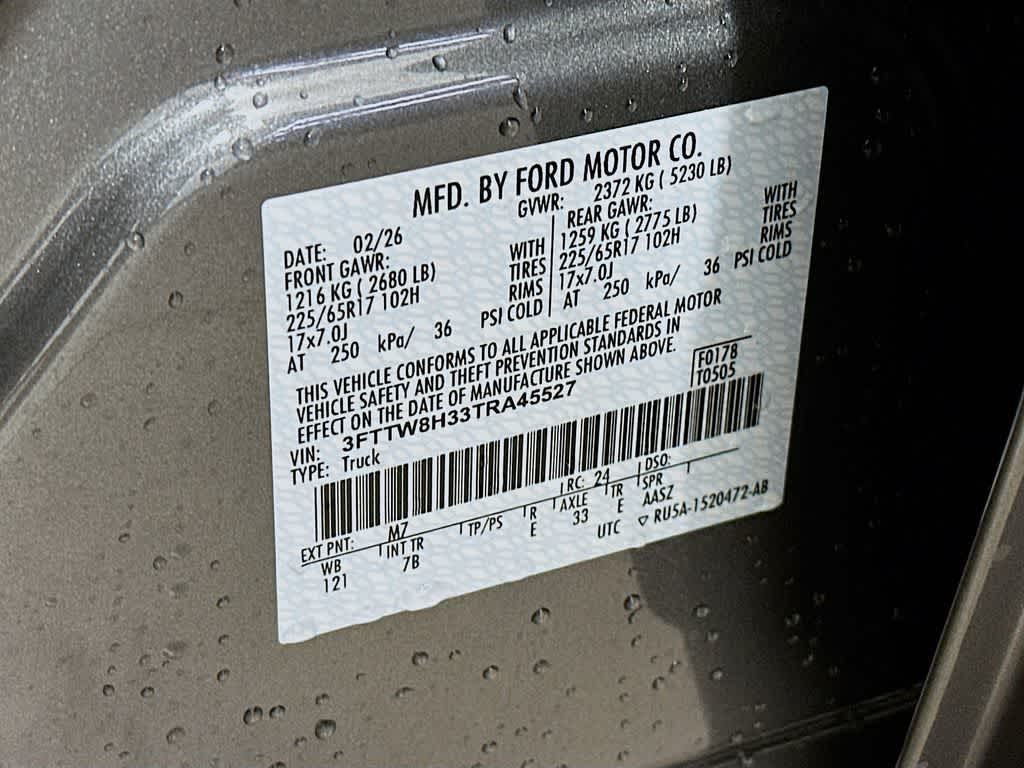 MFD. BY FORD MOTOR CO.
DATE: 02/26 GVWR: 2372 KG ( 5230 LB)
FRONT GAWR: REAR GAWR:
1216 KG ( 2680 LB) WITH 1259 KG ( 2775 LB) WITH
225/65R17 102H TIRES 225/65R17 102H TIRES
17x7.0J RIMS 17x7.0J RIMS
AT 250 kPa/ 36 PSI COLD AT 250 kPa/ 36 PSI COLD
THIS VEHICLE CONFORMS TO ALL APPLICABLE FEDERAL MOTOR
VEHICLE SAFETY AND THEFT PREVENTION STANDARDS IN
EFFECT ON THE DATE OF MANUFACTURE SHOWN ABOVE.
VIN: 3FTTW8H33TRA45527 F0178
TYPE: Truck T0505
EXT PNT: M7 RC: 24 DSO:
WB INT TR TP/PS R AXLE TR SPR
121 7B E 33 E AASZ
UTC ▽ RU5A-1520472-AB